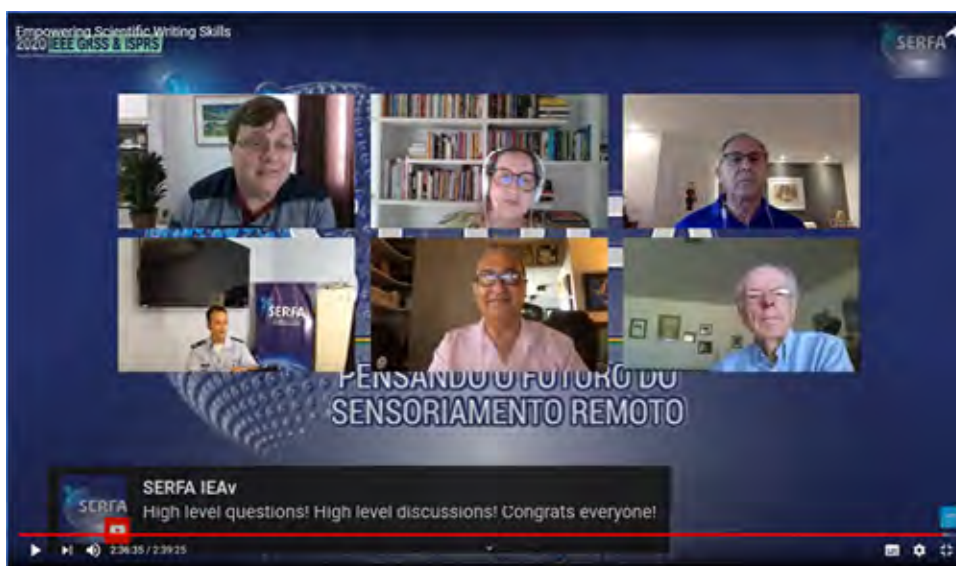 Empowering Scientific Writing Skills
2020 IEEE GRSS & ISPRS
SERFA
SERFA
PENSANDO O FUTURO DO
SENSORIAMENTO REMOTO
SERFA IEAv
SERFA
High level questions! High level discussions! Congrats everyone!
2:36:35 / 2:39:25